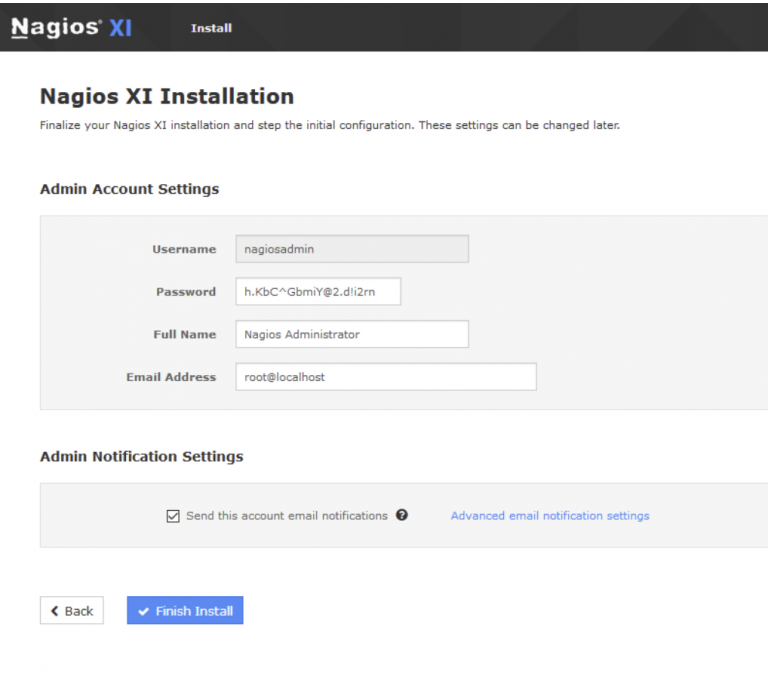 Nagios® XI Install
Nagios XI Installation
Finalize your Nagios XI installation and step the initial configuration. These settings can be changed later.
Admin Account Settings
Username nagiosadmin
Password h.KbC^GbmiY@2.d!i2rn
Full Name Nagios Administrator
Email Address root@localhost
Admin Notification Settings
Send this account email notifications ? Advanced email notification settings
Back Finish Install